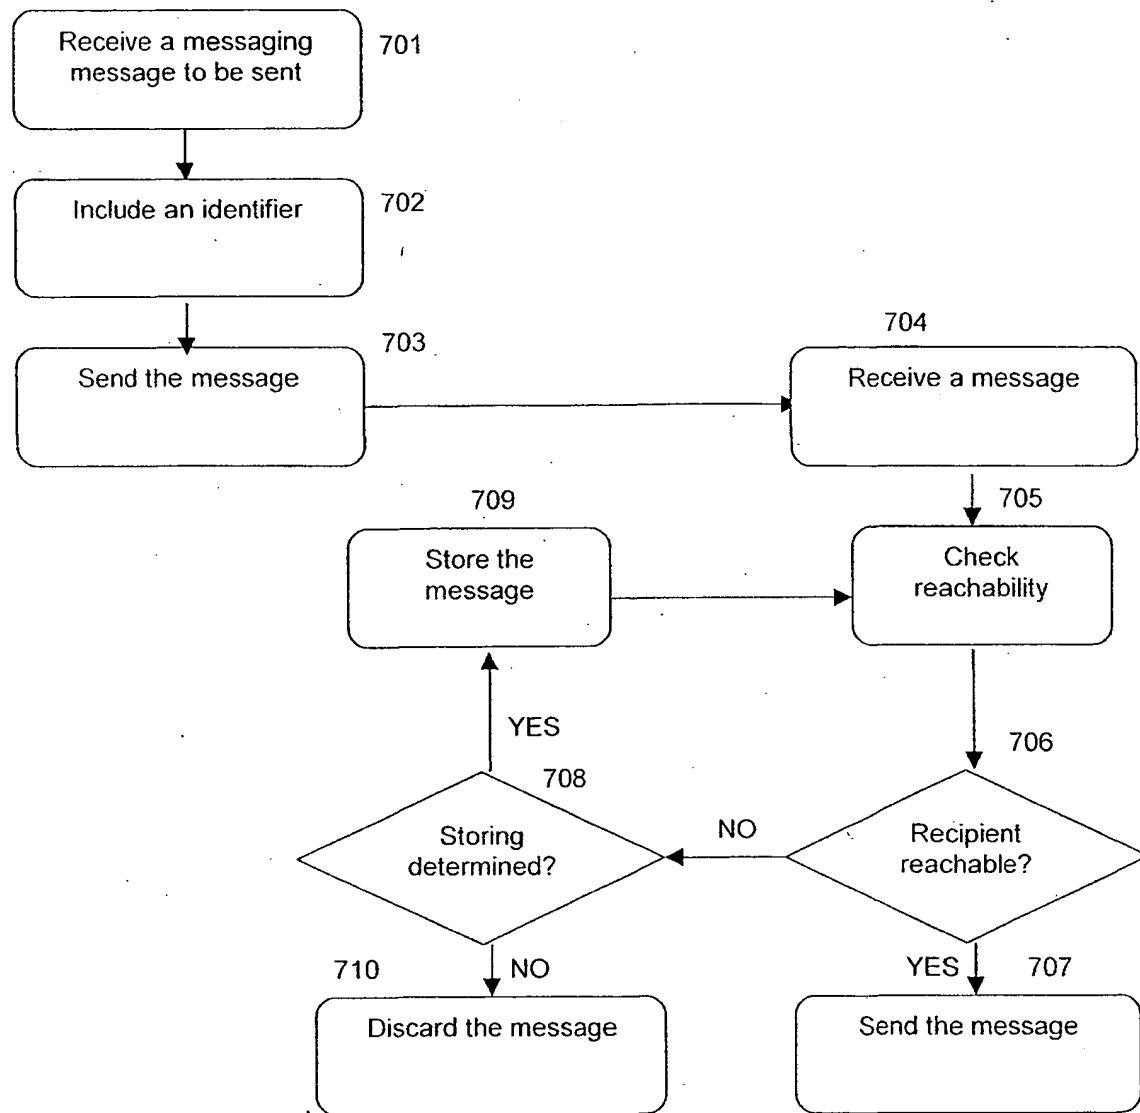 Receive a messaging
message to be sent
701
Include an identifier
702
Send the message
703
704
Receive a message
705
Check
reachability
709
Store the
message
YES
706
708
Storing
determined?
NO
Recipient
reachable?
710
NO
Discard the message
YES
707
Send the message